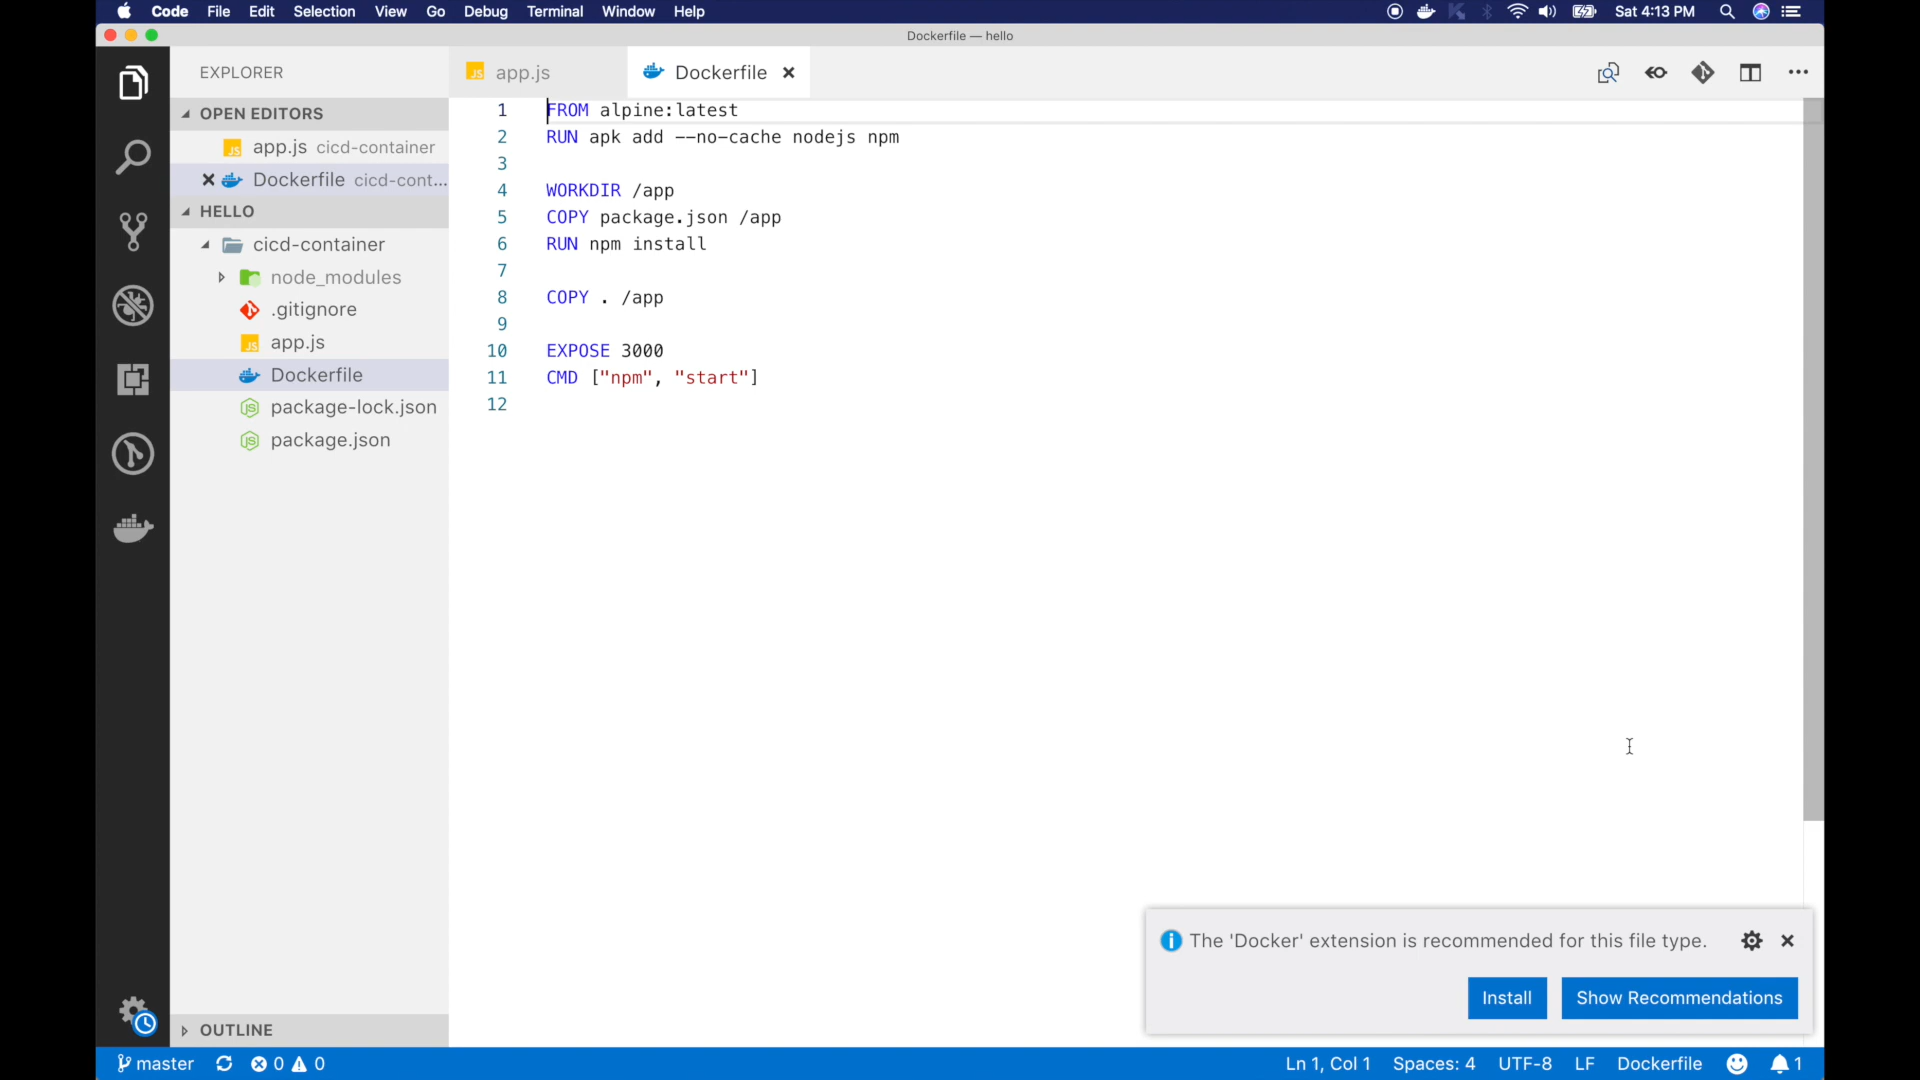 Code File Edit Selection View Go Debug Terminal Window Help
Sat 4:13 PM
Dockerfile — hello
EXPLORER
app.js
Dockerfile
OPEN EDITORS
app.js cicd-container
Dockerfile cicd-cont...
HELLO
cicd-container
node_modules
.gitignore
app.js
Dockerfile
package-lock.json
package.json
OUTLINE
1 FROM alpine:latest
2 RUN apk add --no-cache nodejs npm
3
4 WORKDIR /app
5 COPY package.json /app
6 RUN npm install
7
8 COPY . /app
9
10 EXPOSE 3000
11 CMD ["npm", "start"]
12
The 'Docker' extension is recommended for this file type.
Install
Show Recommendations
master 0 0
Ln 1, Col 1 Spaces: 4 UTF-8 LF Dockerfile 1